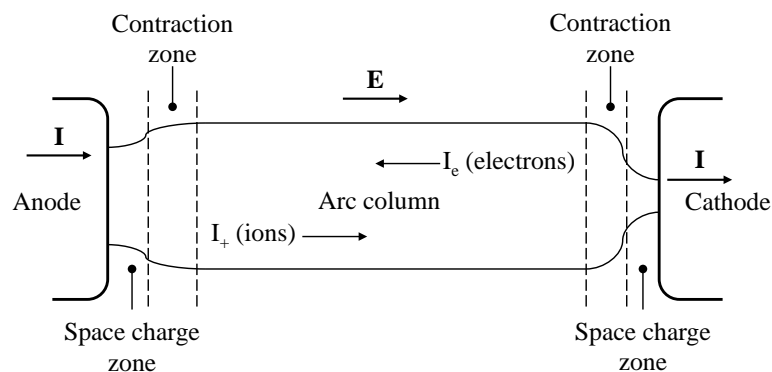 Contraction
zone
Contraction
zone
E
I
I
Iₑ (electrons)
Anode
Arc column
Cathode
I₊ (ions)
Space charge
zone
Space charge
zone